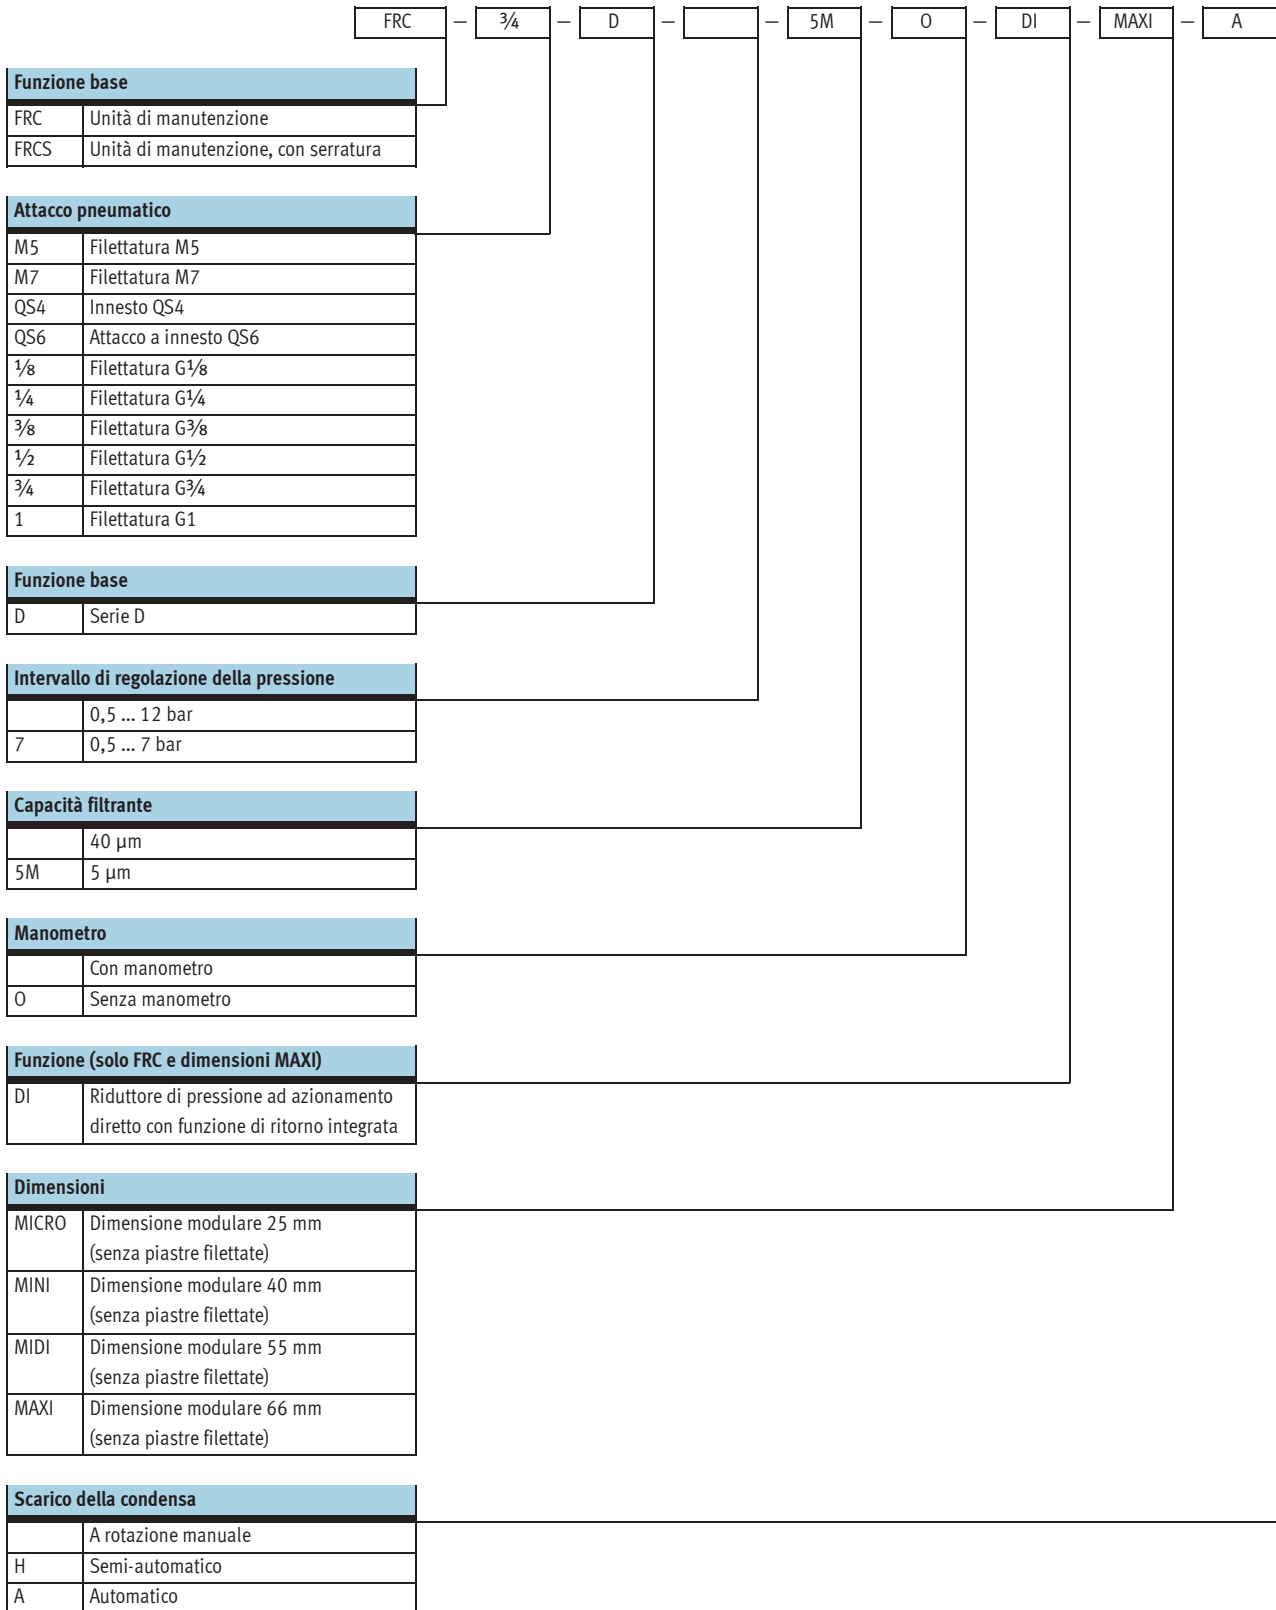 FRC – ¾ – D – – 5M – O – DI – MAXI – A
Funzione base
FRC Unità di manutenzione
FRCS Unità di manutenzione, con serratura
Attacco pneumatico
M5 Filettatura M5
M7 Filettatura M7
QS4 Innesto QS4
QS6 Attacco a innesto QS6
⅛ Filettatura G⅛
¼ Filettatura G¼
⅜ Filettatura G⅜
½ Filettatura G½
¾ Filettatura G¾
1 Filettatura G1
Funzione base
D Serie D
Intervallo di regolazione della pressione
0,5 … 12 bar
7 0,5 … 7 bar
Capacità filtrante
40 µm
5M 5 µm
Manometro
Con manometro
O Senza manometro
Funzione (solo FRC e dimensioni MAXI)
DI Riduttore di pressione ad azionamento
diretto con funzione di ritorno integrata
Dimensioni
MICRO Dimensione modulare 25 mm
(senza piastre filettate)
MINI Dimensione modulare 40 mm
(senza piastre filettate)
MIDI Dimensione modulare 55 mm
(senza piastre filettate)
MAXI Dimensione modulare 66 mm
(senza piastre filettate)
Scarico della condensa
A rotazione manuale
H Semi-automatico
A Automatico